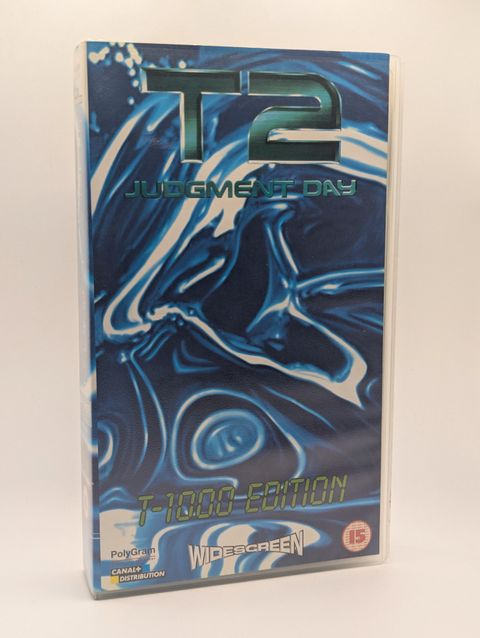 T2
JUDGMENT DAY
T-1000 EDITION
PolyGram
WIDESCREEN
15
CANAL+
DISTRIBUTION